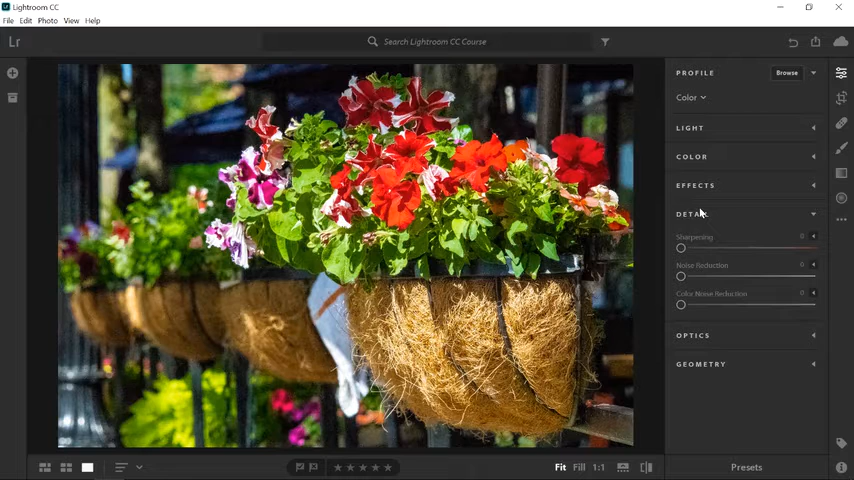 Lightroom CC
File Edit Photo View Help
Lr
Search Lightroom CC Course
PROFILE
Browse
Color
LIGHT
COLOR
EFFECTS
DETAIL
Sharpening 0
Noise Reduction 0
Color Noise Reduction 0
OPTICS
GEOMETRY
Fit Fill 1:1
Presets